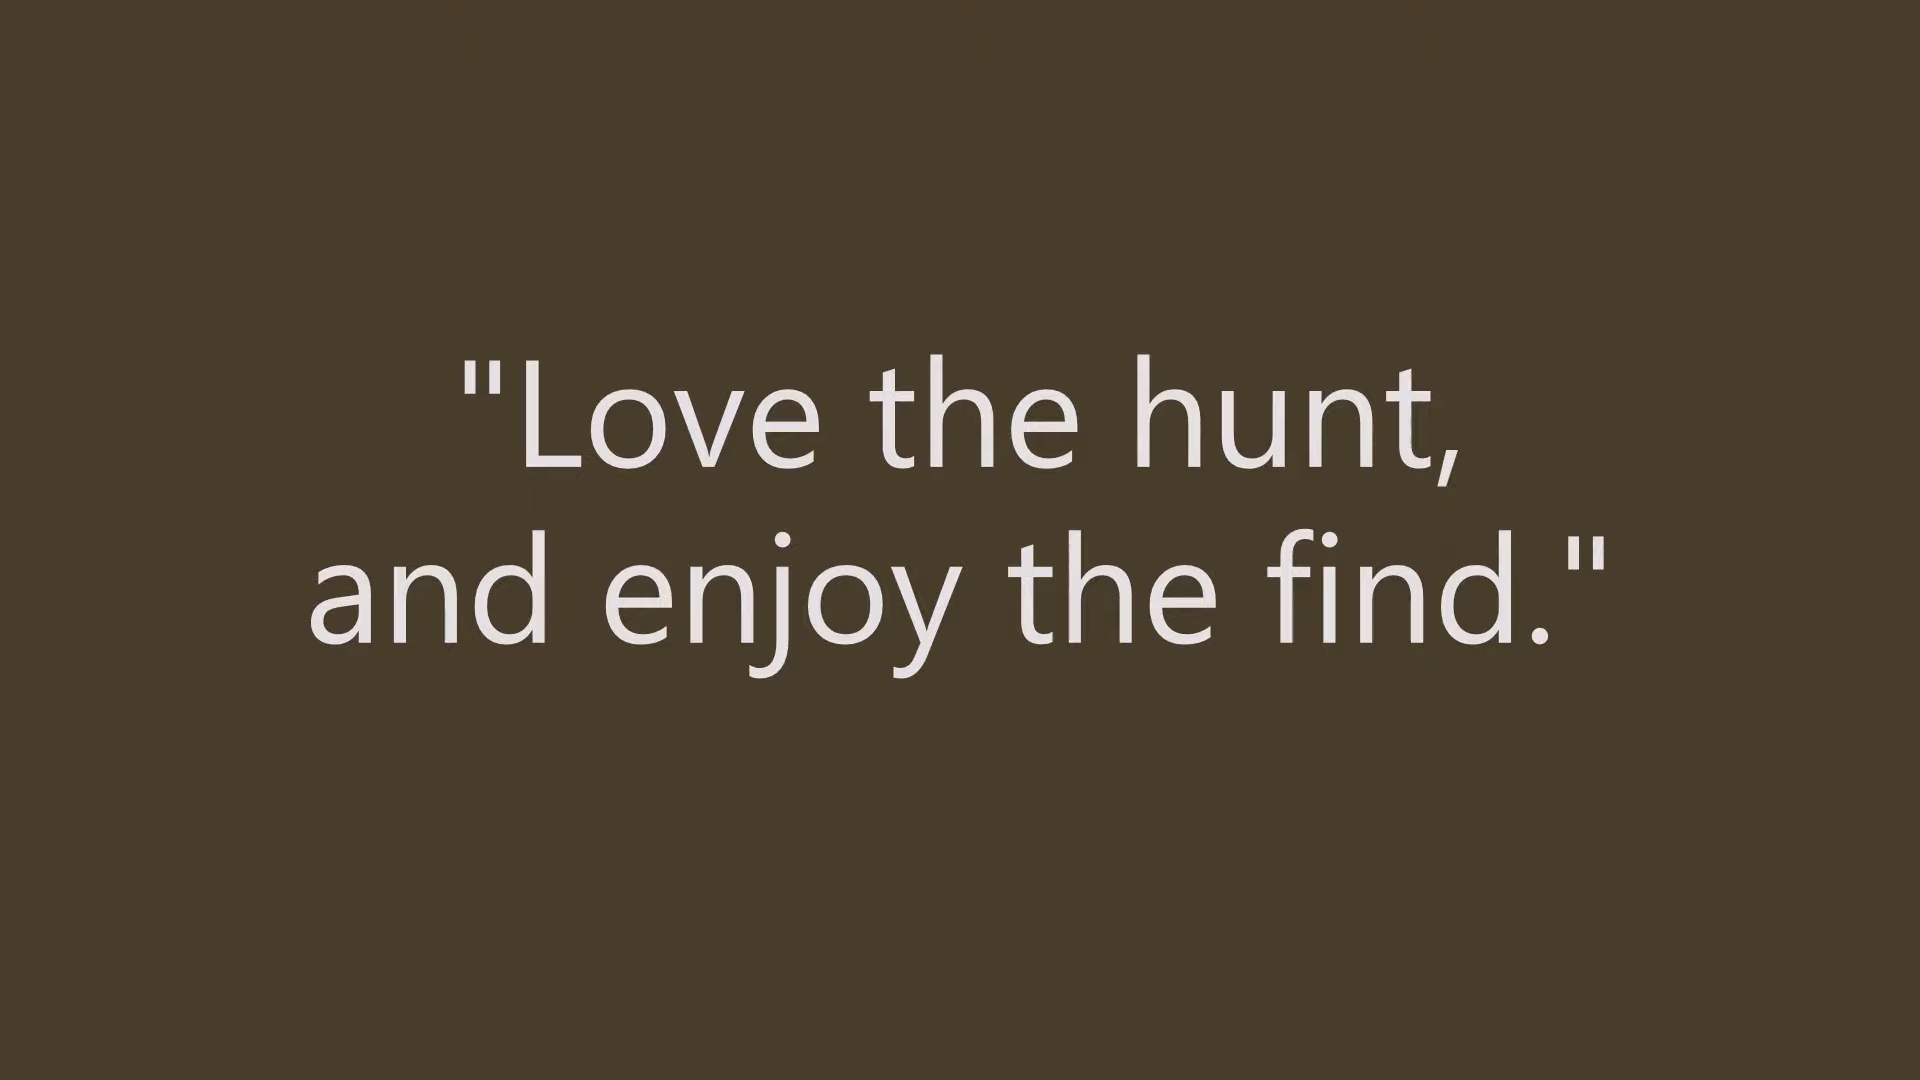 "Love the hunt,
and enjoy the find."